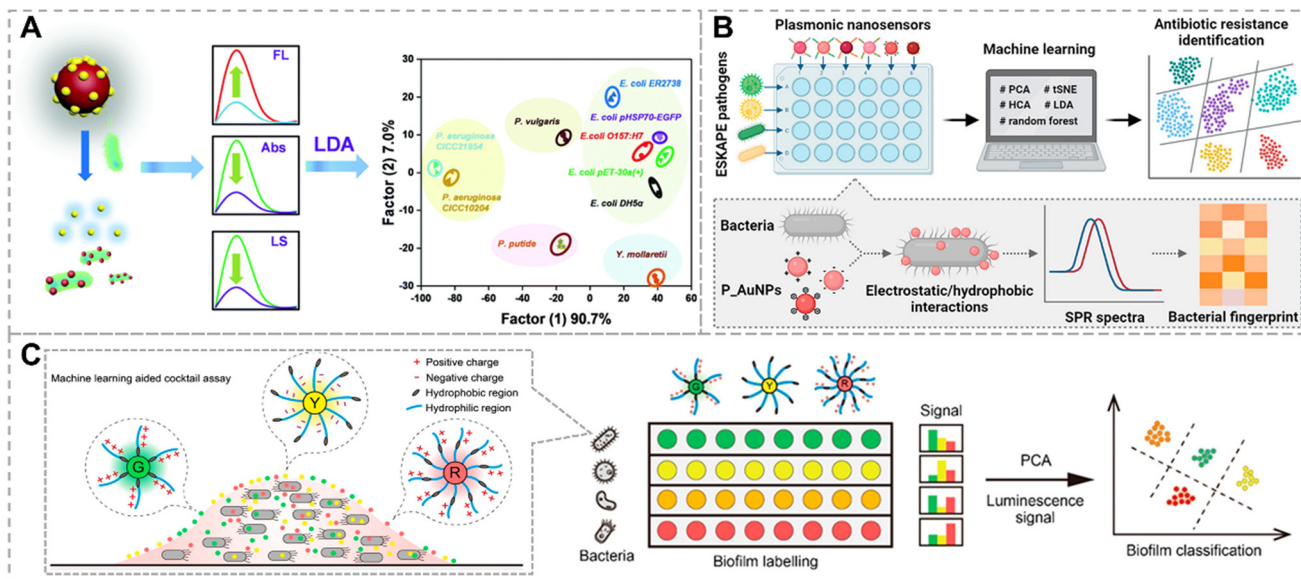 A
FL
Abs
LS
LDA
Factor (2) 7.0%
30
20
10
0
-10
-20
-30
-100 -80 -60 -40 -20 0 20 40 60
Factor (1) 90.7%
E. coli ER2738
P. vulgaris
E. coli pHSP70-EGFP
P. aeruginosa
CICC21954
E.coli O157:H7
E. coli pET-30a(+)
P. aeruginosa
CICC10204
E. coli DH5α
P. putide
Y. mollaretii
B
Plasmonic nanosensors
ESKAPE pathogens
A
B
C
D
Machine learning
# PCA # tSNE
# HCA # LDA
# random forest
Antibiotic resistance
identification
Bacteria
P_AuNPs
Electrostatic/hydrophobic
interactions
SPR spectra
Bacterial fingerprint
C
Machine learning aided cocktail assay
+ Positive charge
- Negative charge
Hydrophobic region
Hydrophilic region
G
Y
R
Bacteria
G
Y
R
Biofilm labelling
Signal
PCA
Luminescence
signal
Biofilm classification